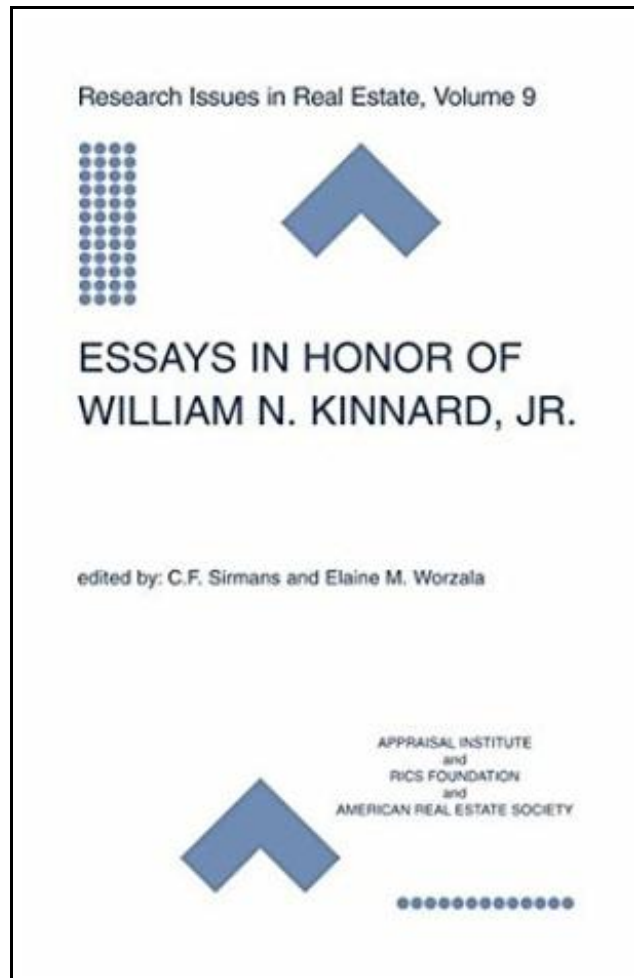 Research Issues in Real Estate, Volume 9
ESSAYS IN HONOR OF
WILLIAM N. KINNARD, JR.
edited by: C.F. Sirmans and Elaine M. Worzala
APPRAISAL INSTITUTE
and
RICS FOUNDATION
and
AMERICAN REAL ESTATE SOCIETY